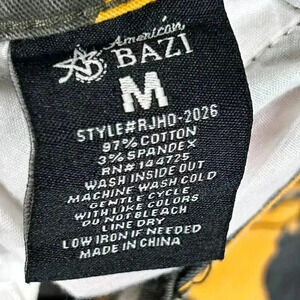 American
BAZI
M
STYLE#RJHD-2026
97% COTTON
3% SPANDEX
RN# 144725
WASH INSIDE OUT
MACHINE WASH COLD
GENTLE CYCLE
WITH LIKE COLORS
DO NOT BLEACH
LINE DRY
LOW IRON IF NEEDED
MADE IN CHINA